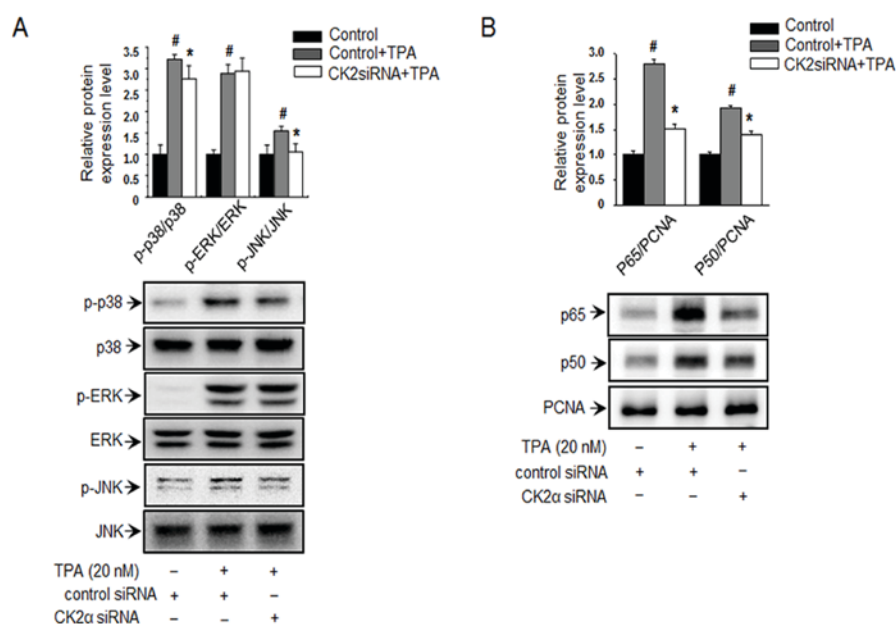 A
Control
Control+TPA
CK2siRNA+TPA
Relative protein
expression level
3.5
3.0
2.5
2.0
1.5
1.0
0.5
0
# * # # *
p-p38/p38
p-ERK/ERK
p-JNK/JNK
p-p38
p38
p-ERK
ERK
p-JNK
JNK
TPA (20 nM) – + +
control siRNA + + –
CK2α siRNA – – +
B
Control
Control+TPA
CK2siRNA+TPA
Relative protein
expression level
3.0
2.5
2.0
1.5
1.0
0.5
0
# * # *
P65/PCNA
P50/PCNA
p65
p50
PCNA
TPA (20 nM) – + +
control siRNA + + –
CK2α siRNA – – +